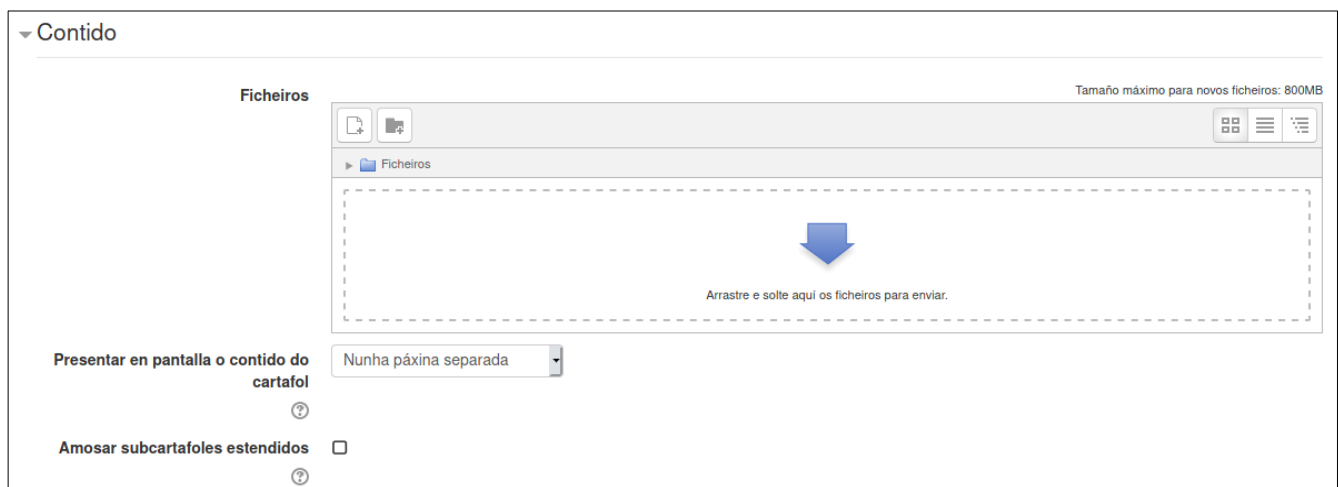 Contido
Ficheiros
Tamaño máximo para novos ficheiros: 800MB
Ficheiros
Arrastre e solte aquí os ficheiros para enviar.
Presentar en pantalla o contido do
cartafol
Nunha páxina separada
Amosar subcartafoles estendidos